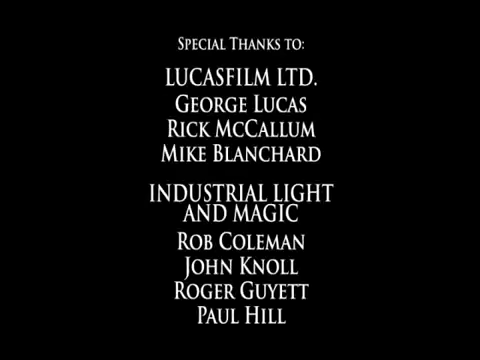 Special Thanks to:
LUCASFILM LTD.
George Lucas
Rick McCallum
Mike Blanchard
INDUSTRIAL LIGHT
AND MAGIC
Rob Coleman
John Knoll
Roger Guyett
Paul Hill